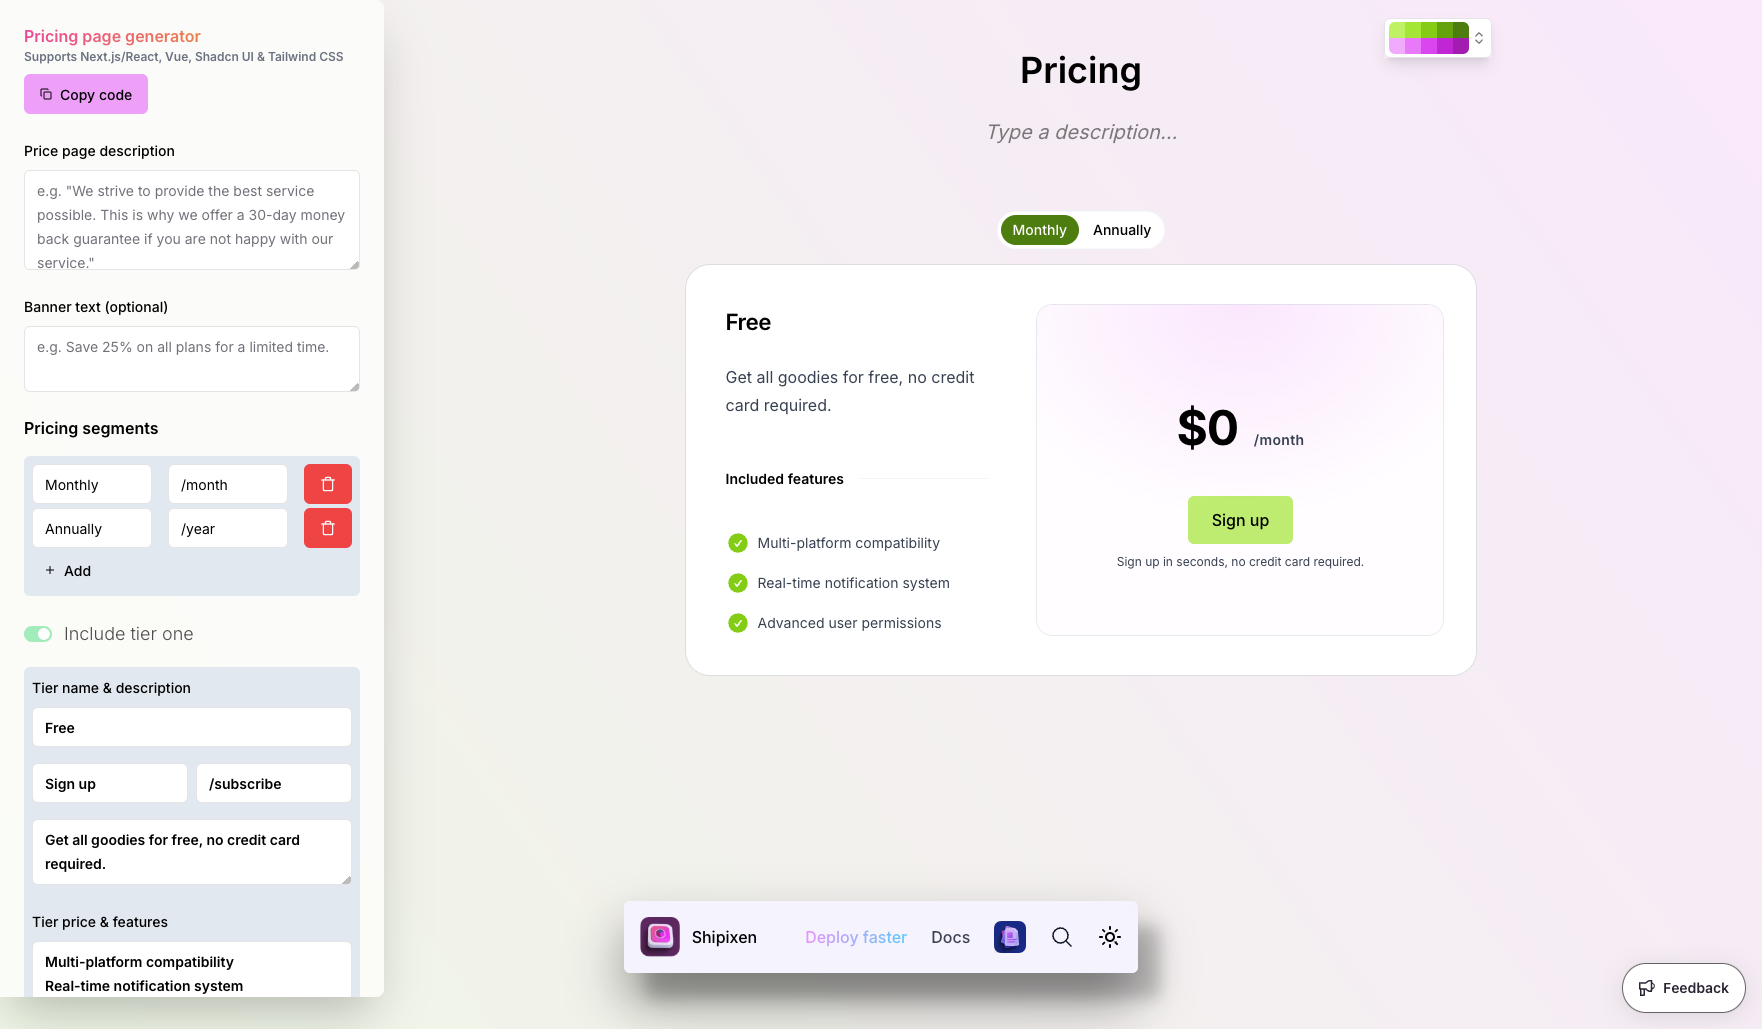 Pricing page generator
Supports Next.js/React, Vue, Shadcn UI & Tailwind CSS
Copy code
Price page description
e.g. "We strive to provide the best service
possible. This is why we offer a 30-day money
back guarantee if you are not happy with our
service."
Banner text (optional)
e.g. Save 25% on all plans for a limited time.
Pricing segments
Monthly
/month
Annually
/year
Add
Include tier one
Tier name & description
Free
Sign up
/subscribe
Get all goodies for free, no credit card
required.
Tier price & features
Multi-platform compatibility
Real-time notification system
Pricing
Type a description...
Monthly
Annually
Free
Get all goodies for free, no credit
card required.
Included features
Multi-platform compatibility
Real-time notification system
Advanced user permissions
$0 /month
Sign up
Sign up in seconds, no credit card required.
Shipixen
Deploy faster
Docs
Feedback